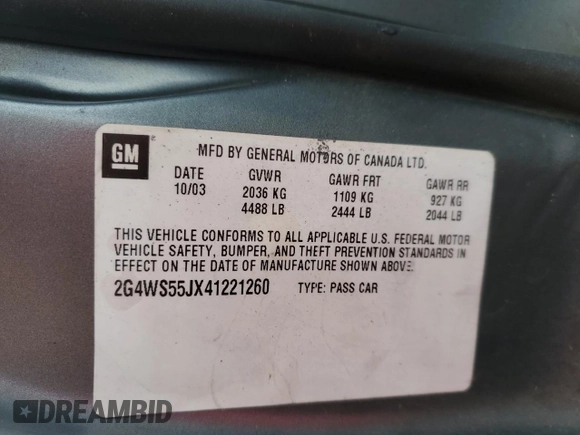 GM
MFD BY GENERAL MOTORS OF CANADA LTD.
DATE GVWR GAWR FRT GAWR RR
10/03 2036 KG 1109 KG 927 KG
4488 LB 2444 LB 2044 LB
THIS VEHICLE CONFORMS TO ALL APPLICABLE U.S. FEDERAL MOTOR
VEHICLE SAFETY, BUMPER, AND THEFT PREVENTION STANDARDS IN
EFFECT ON THE DATE OF MANUFACTURE SHOWN ABOVE.
2G4WS55JX41221260 TYPE: PASS CAR
DREAMBID